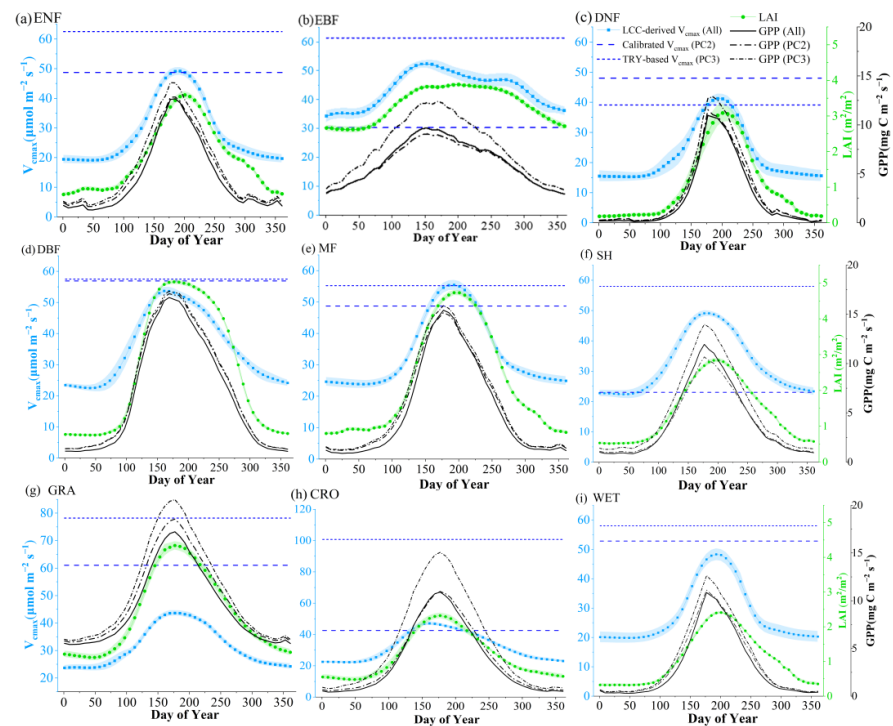 (a) ENF
(b) EBF
(c) DNF
LCC-derived Vcmax (All)
Calibrated Vcmax (PC2)
TRY-based Vcmax (PC3)
LAI
GPP (All)
GPP (PC2)
GPP (PC3)
Vcmax(μmol m−2 s−1)
60
50
40
30
20
10
0
0 50 100 150 200 250 300 350
Day of Year
60
50
40
30
20
10
0
0 50 100 150 200 250 300 350
Day of Year
60
50
40
30
20
10
0
0 50 100 150 200 250 300 350
Day of Year
5
4
3
2
1
0
LAI (m2/m2)
20
15
10
5
0
GPP(mg C m−2 s−1)
(d) DBF
(e) MF
(f) SH
Vcmax(μmol m−2 s−1)
60
50
40
30
20
10
0
0 50 100 150 200 250 300 350
Day of Year
60
50
40
30
20
10
0
0 50 100 150 200 250 300 350
Day of Year
60
50
40
30
20
10
0
0 50 100 150 200 250 300 350
Day of Year
5
4
3
2
1
0
LAI (m2/m2)
20
15
10
5
0
GPP(mg C m−2 s−1)
(g) GRA
(h) CRO
(i) WET
Vcmax(μmol m−2 s−1)
80
70
60
50
40
30
20
0 50 100 150 200 250 300 350
Day of Year
120
100
80
60
40
20
0
0 50 100 150 200 250 300 350
Day of Year
60
50
40
30
20
10
0
0 50 100 150 200 250 300 350
Day of Year
5
4
3
2
1
0
LAI (m2/m2)
20
15
10
5
0
GPP(mg C m−2 s−1)